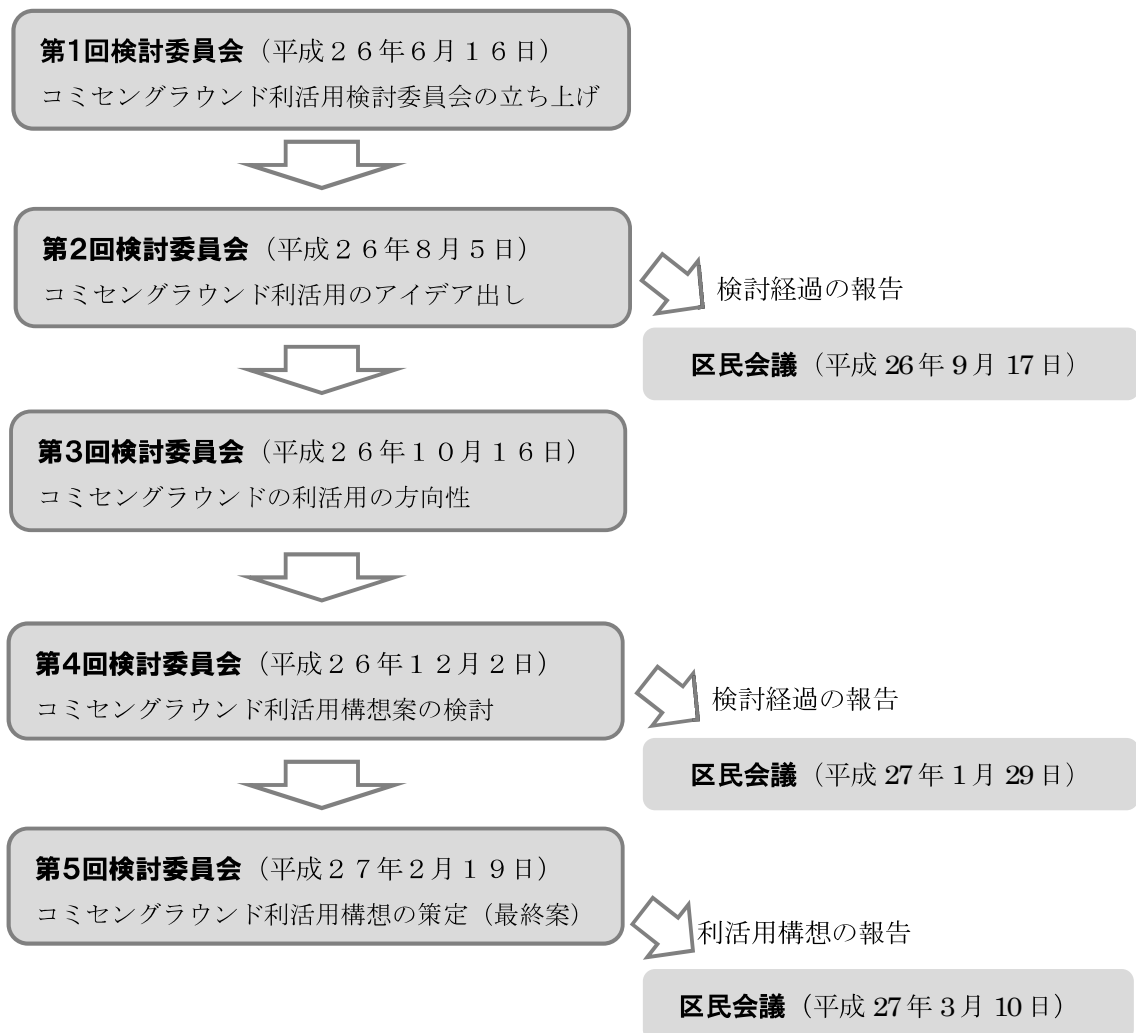 第1回検討委員会（平成２６年６月１６日）
コミセングラウンド利活用検討委員会の立ち上げ
第2回検討委員会（平成２６年８月５日）
コミセングラウンド利活用のアイデア出し
検討経過の報告
区民会議（平成 26 年 9 月 17 日）
第3回検討委員会（平成２６年１０月１６日）
コミセングラウンドの利活用の方向性
第4回検討委員会（平成２６年１２月２日）
コミセングラウンド利活用構想案の検討
検討経過の報告
区民会議（平成 27 年 1 月 29 日）
第5回検討委員会（平成２７年２月１９日）
コミセングラウンド利活用構想の策定（最終案）
利活用構想の報告
区民会議（平成 27 年 3 月 10 日）